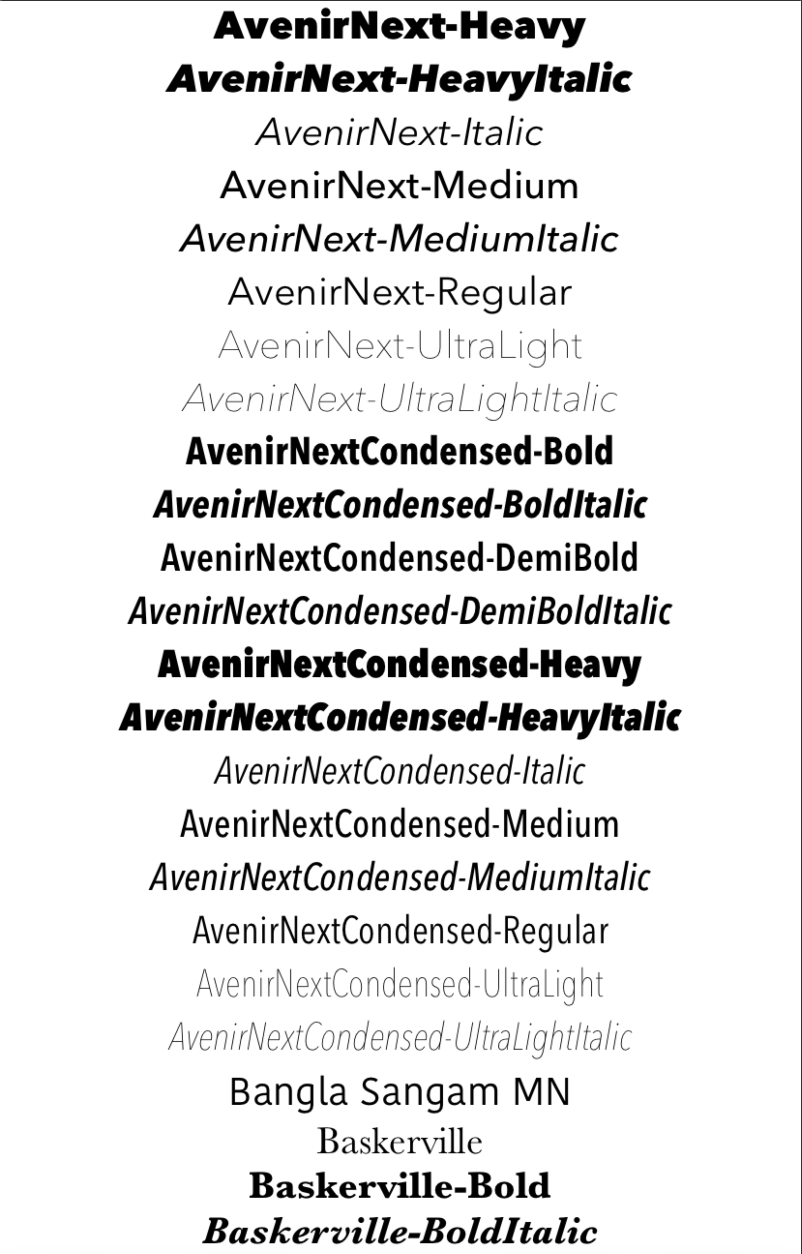 AvenirNext-Heavy
AvenirNext-HeavyItalic
AvenirNext-Italic
AvenirNext-Medium
AvenirNext-MediumItalic
AvenirNext-Regular
AvenirNext-UltraLight
AvenirNext-UltraLightItalic
AvenirNextCondensed-Bold
AvenirNextCondensed-BoldItalic
AvenirNextCondensed-DemiBold
AvenirNextCondensed-DemiBoldItalic
AvenirNextCondensed-Heavy
AvenirNextCondensed-HeavyItalic
AvenirNextCondensed-Italic
AvenirNextCondensed-Medium
AvenirNextCondensed-MediumItalic
AvenirNextCondensed-Regular
AvenirNextCondensed-UltraLight
AvenirNextCondensed-UltraLightItalic
Bangla Sangam MN
Baskerville
Baskerville-Bold
Baskerville-BoldItalic